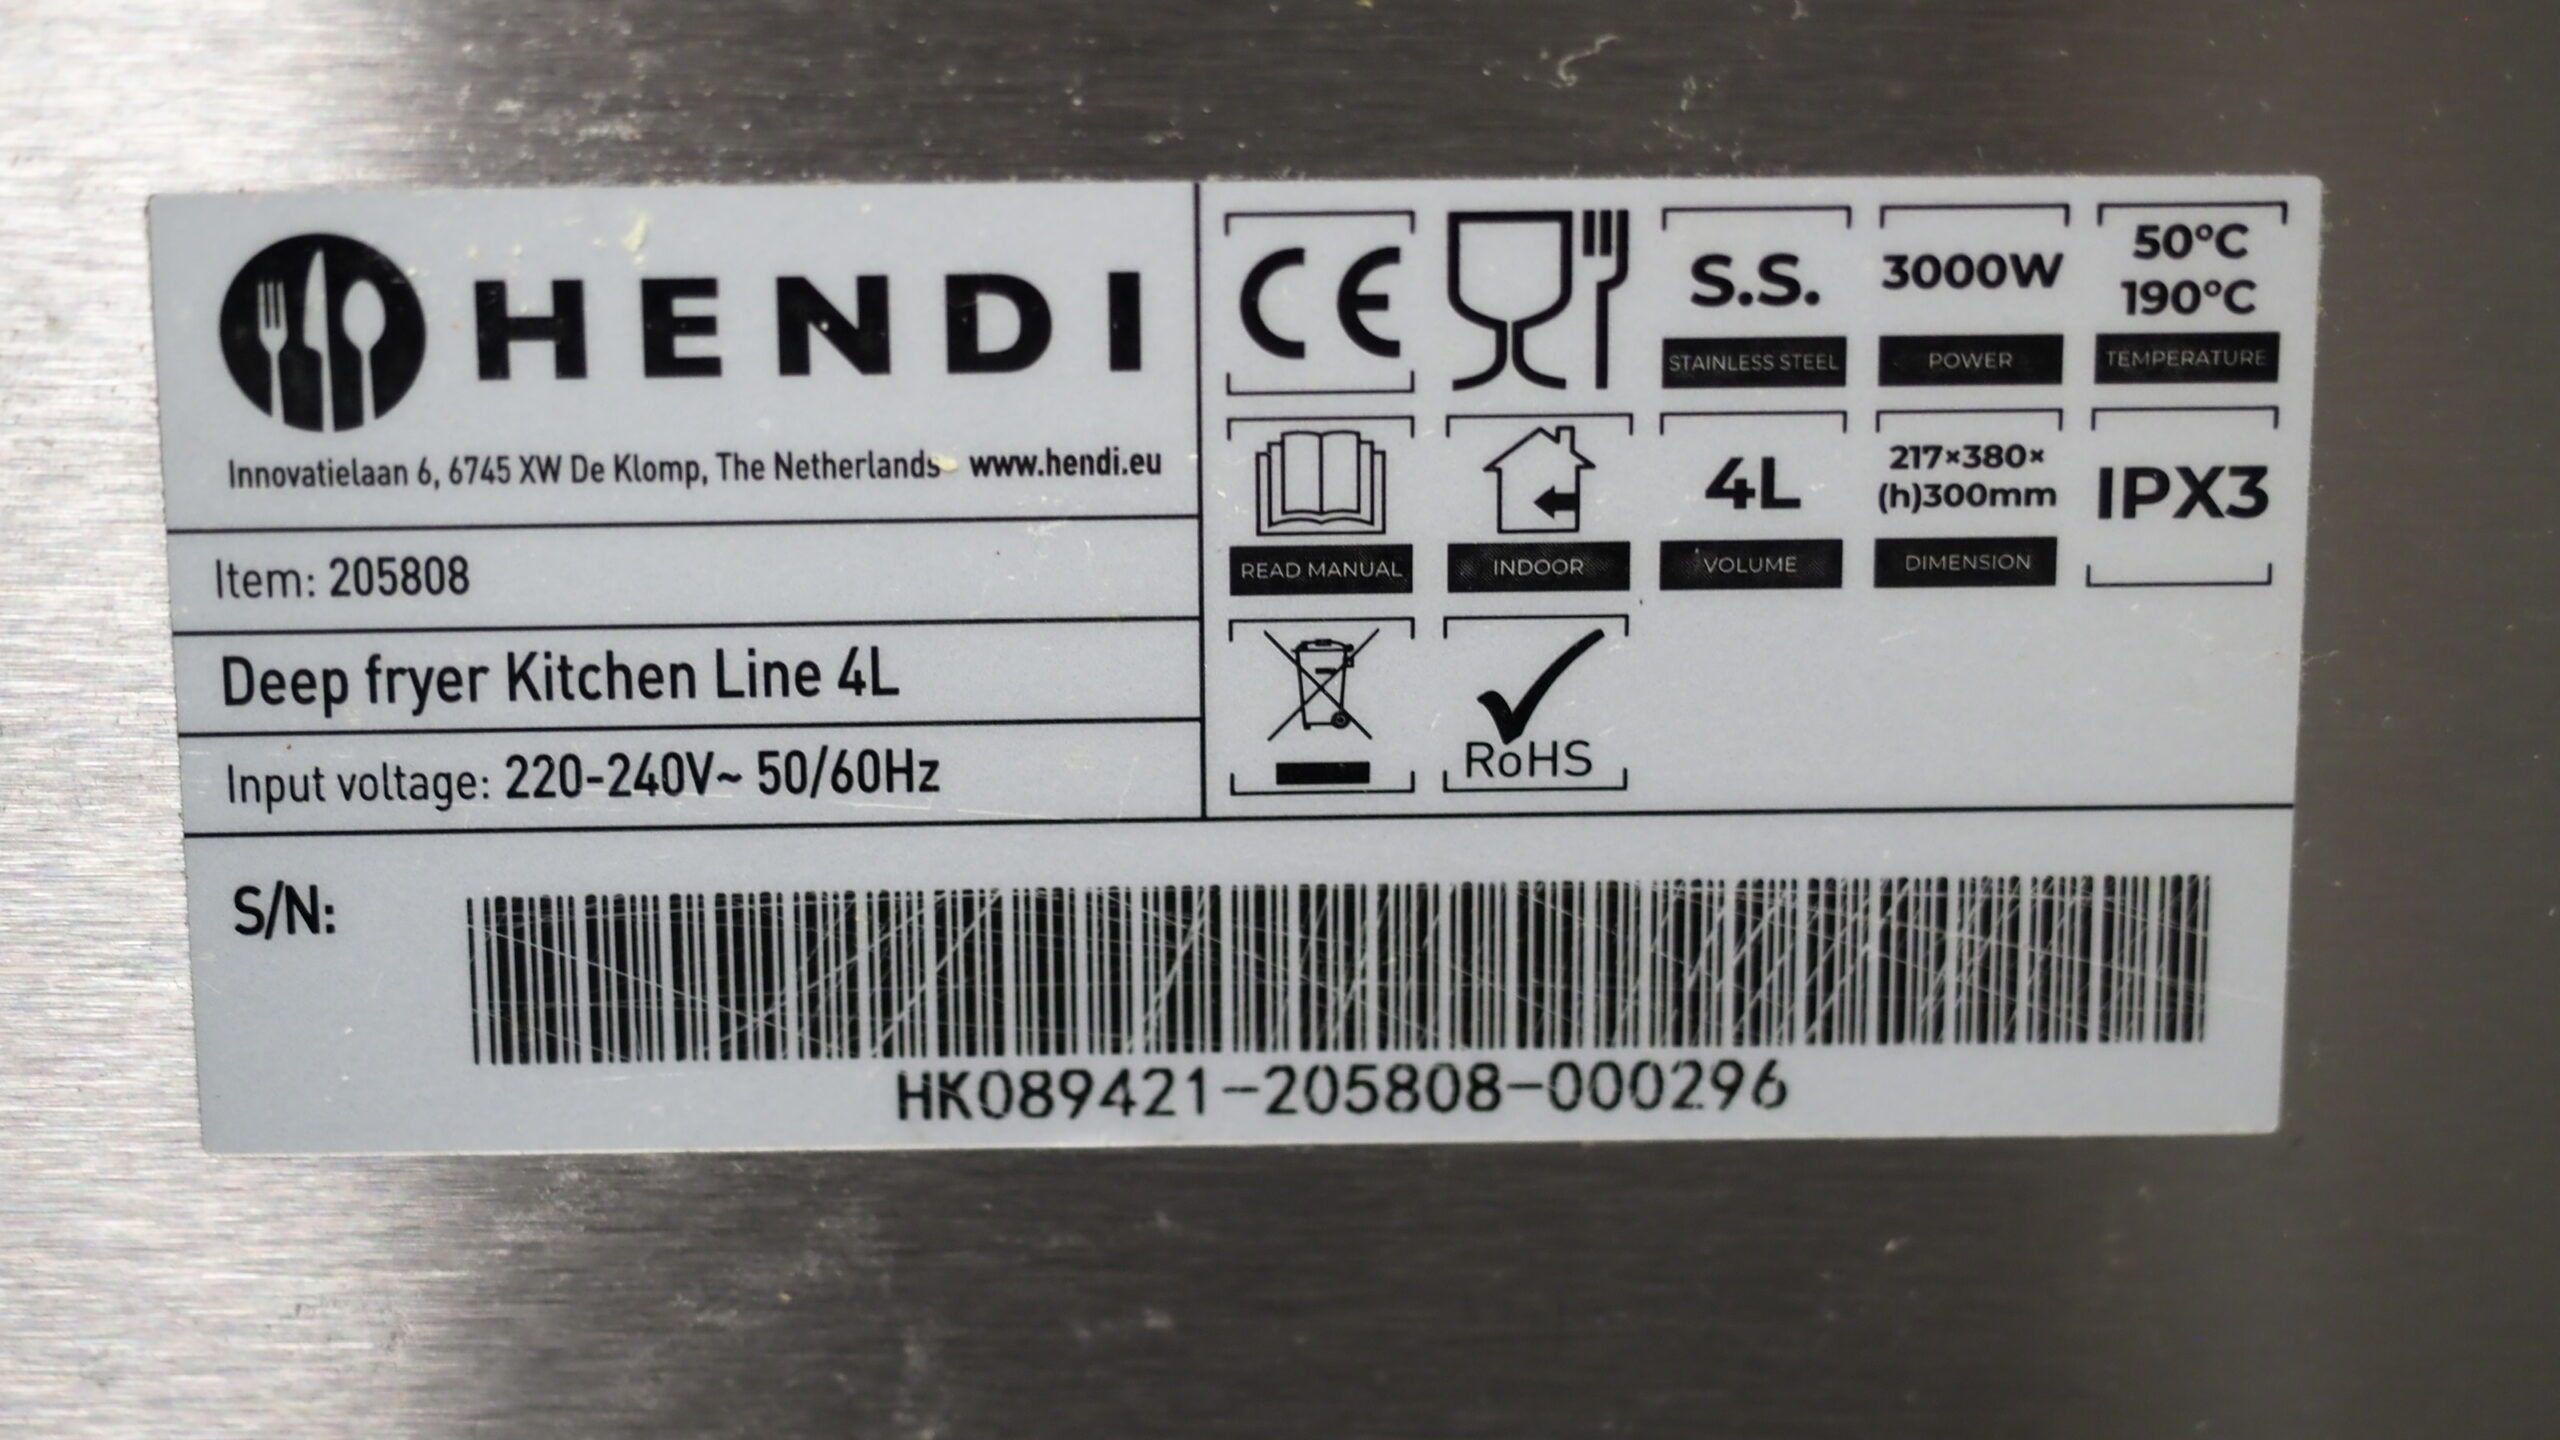 HENDI
Innovatielaan 6, 6745 XW De Klomp, The Netherlands www.hendi.eu
Item: 205808
Deep fryer Kitchen Line 4L
Input voltage: 220-240V~ 50/60Hz
CE
S.S.
STAINLESS STEEL
3000W
POWER
50°C
190°C
TEMPERATURE
READ MANUAL
INDOOR
4L
VOLUME
217×380×
(h)300mm
DIMENSION
IPX3
RoHS
S/N:
HK089421-205808-000296